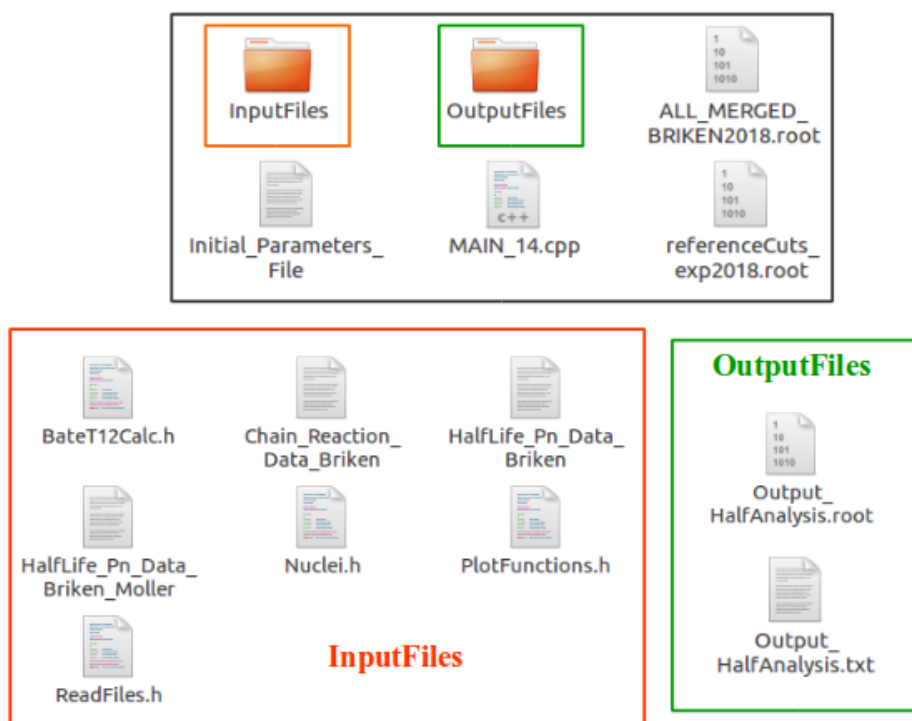 InputFiles
OutputFiles
1
10
101
1010
ALL_MERGED_
BRIKEN2018.root
Initial_Parameters_
File
C++
MAIN_14.cpp
1
10
101
1010
referenceCuts_
exp2018.root
BateT12Calc.h
Chain_Reaction_
Data_Briken
HalfLife_Pn_Data_
Briken
HalfLife_Pn_Data_
Briken_Moller
Nuclei.h
PlotFunctions.h
ReadFiles.h
InputFiles
OutputFiles
1
10
101
1010
Output_
HalfAnalysis.root
Output_
HalfAnalysis.txt